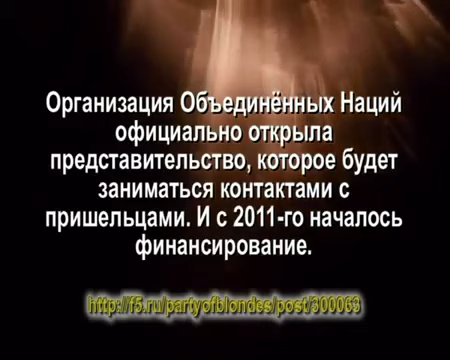 Организация Объединённых Наций
официально открыла
представительство, которое будет
заниматься контактами с
пришельцами. И с 2011-го началось
финансирование.
http://f5.ru/partyofblondes/post/300063